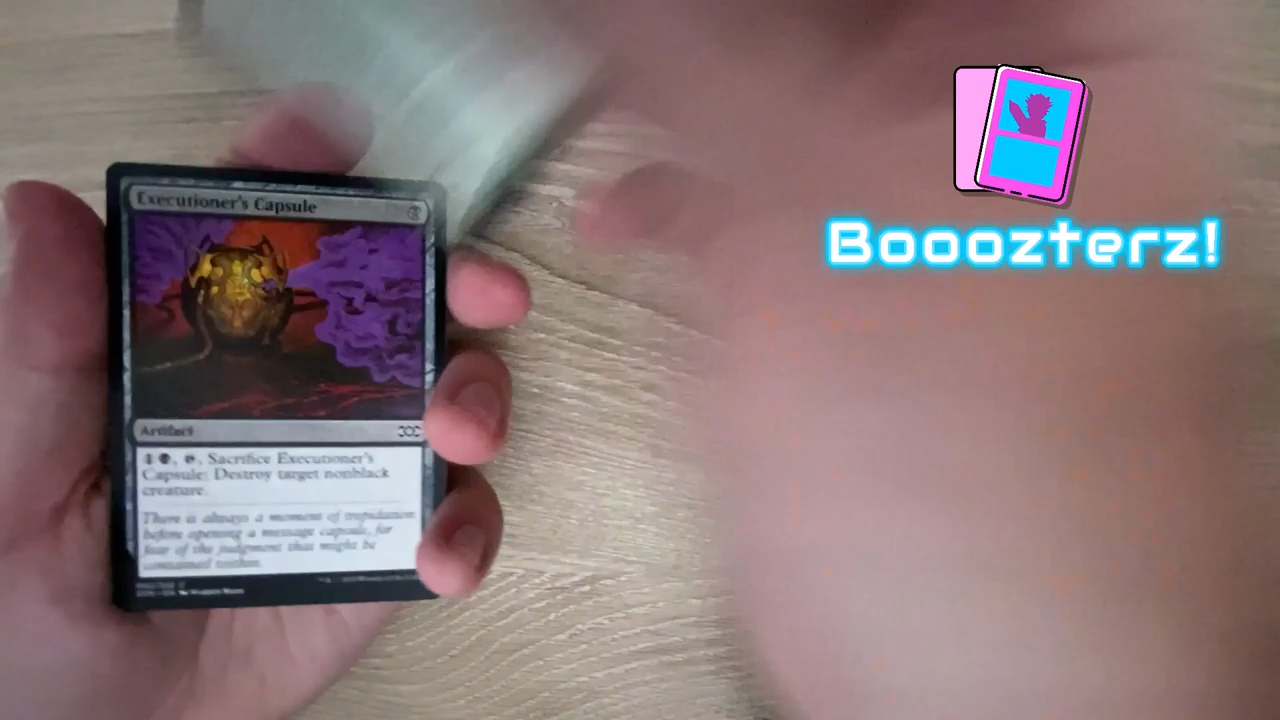 Executioner's Capsule
Booozterz!
Artifact
, , Sacrifice Executioner's
Capsule: Destroy target nonblack
creature.
There is always a moment of trepidation
before opening a message capsule, for
fear of the judgment that might be
contained within.